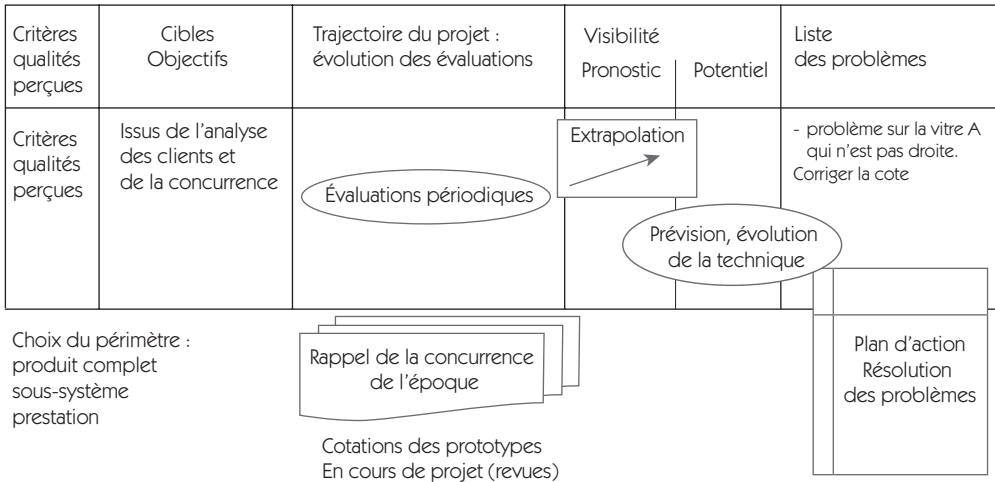 Critères
qualités
perçues
Cibles
Objectifs
Trajectoire du projet :
évolution des évaluations
Visibilité
Pronostic
Potentiel
Liste
des problèmes
Critères
qualités
perçues
Issus de l'analyse
des clients et
de la concurrence
Évaluations périodiques
Extrapolation
Prévision, évolution
de la technique
- problème sur la vitre A
qui n'est pas droite.
Corriger la cote
Choix du périmètre :
produit complet
sous-système
prestation
Rappel de la concurrence
de l'époque
Cotations des prototypes
En cours de projet (revues)
Plan d'action
Résolution
des problèmes